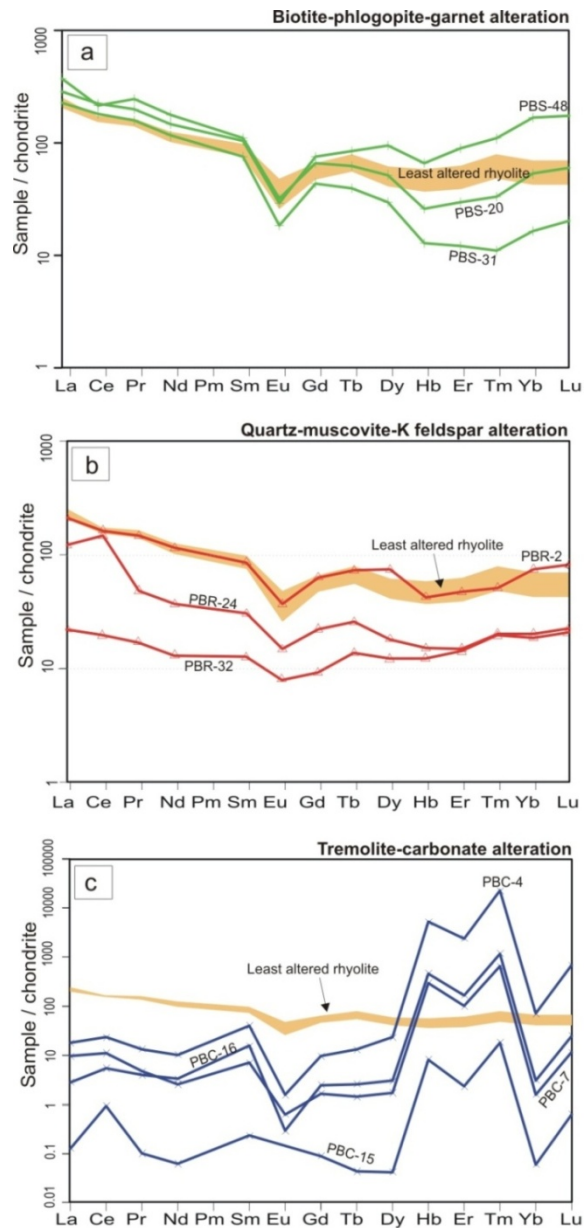 Biotite-phlogopite-garnet alteration
a
1000
100
10
1
Sample / chondrite
PBS-48
Least altered rhyolite
PBS-20
PBS-31
La Ce Pr Nd Pm Sm Eu Gd Tb Dy Hb Er Tm Yb Lu
Quartz-muscovite-K feldspar alteration
b
1000
100
10
1
Sample / chondrite
Least altered rhyolite
PBR-2
PBR-24
PBR-32
La Ce Pr Nd Pm Sm Eu Gd Tb Dy Hb Er Tm Yb Lu
Tremolite-carbonate alteration
c
100000
10000
1000
100
10
1
0.1
0.01
Sample / chondrite
PBC-4
Least altered rhyolite
PBC-16
PBC-7
PBC-15
La Ce Pr Nd Pm Sm Eu Gd Tb Dy Hb Er Tm Yb Lu